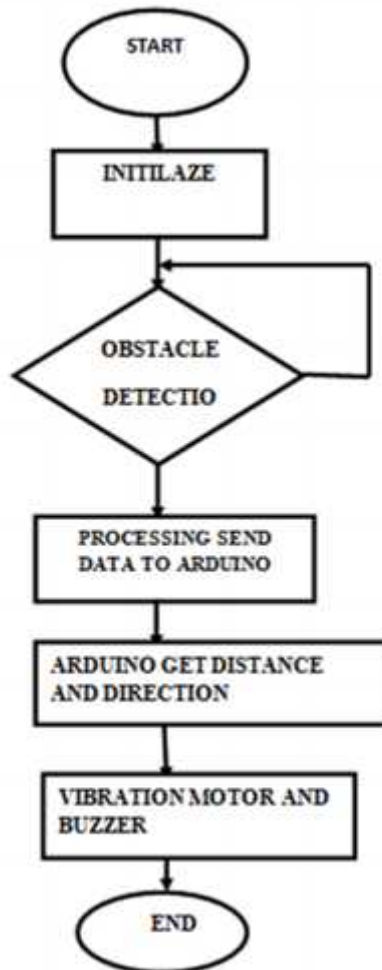 START
INITILAZE
OBSTACLE
DETECTIO
PROCESSING SEND
DATA TO ARDUINO
ARDUINO GET DISTANCE
AND DIRECTION
VIBRATION MOTOR AND
BUZZER
END